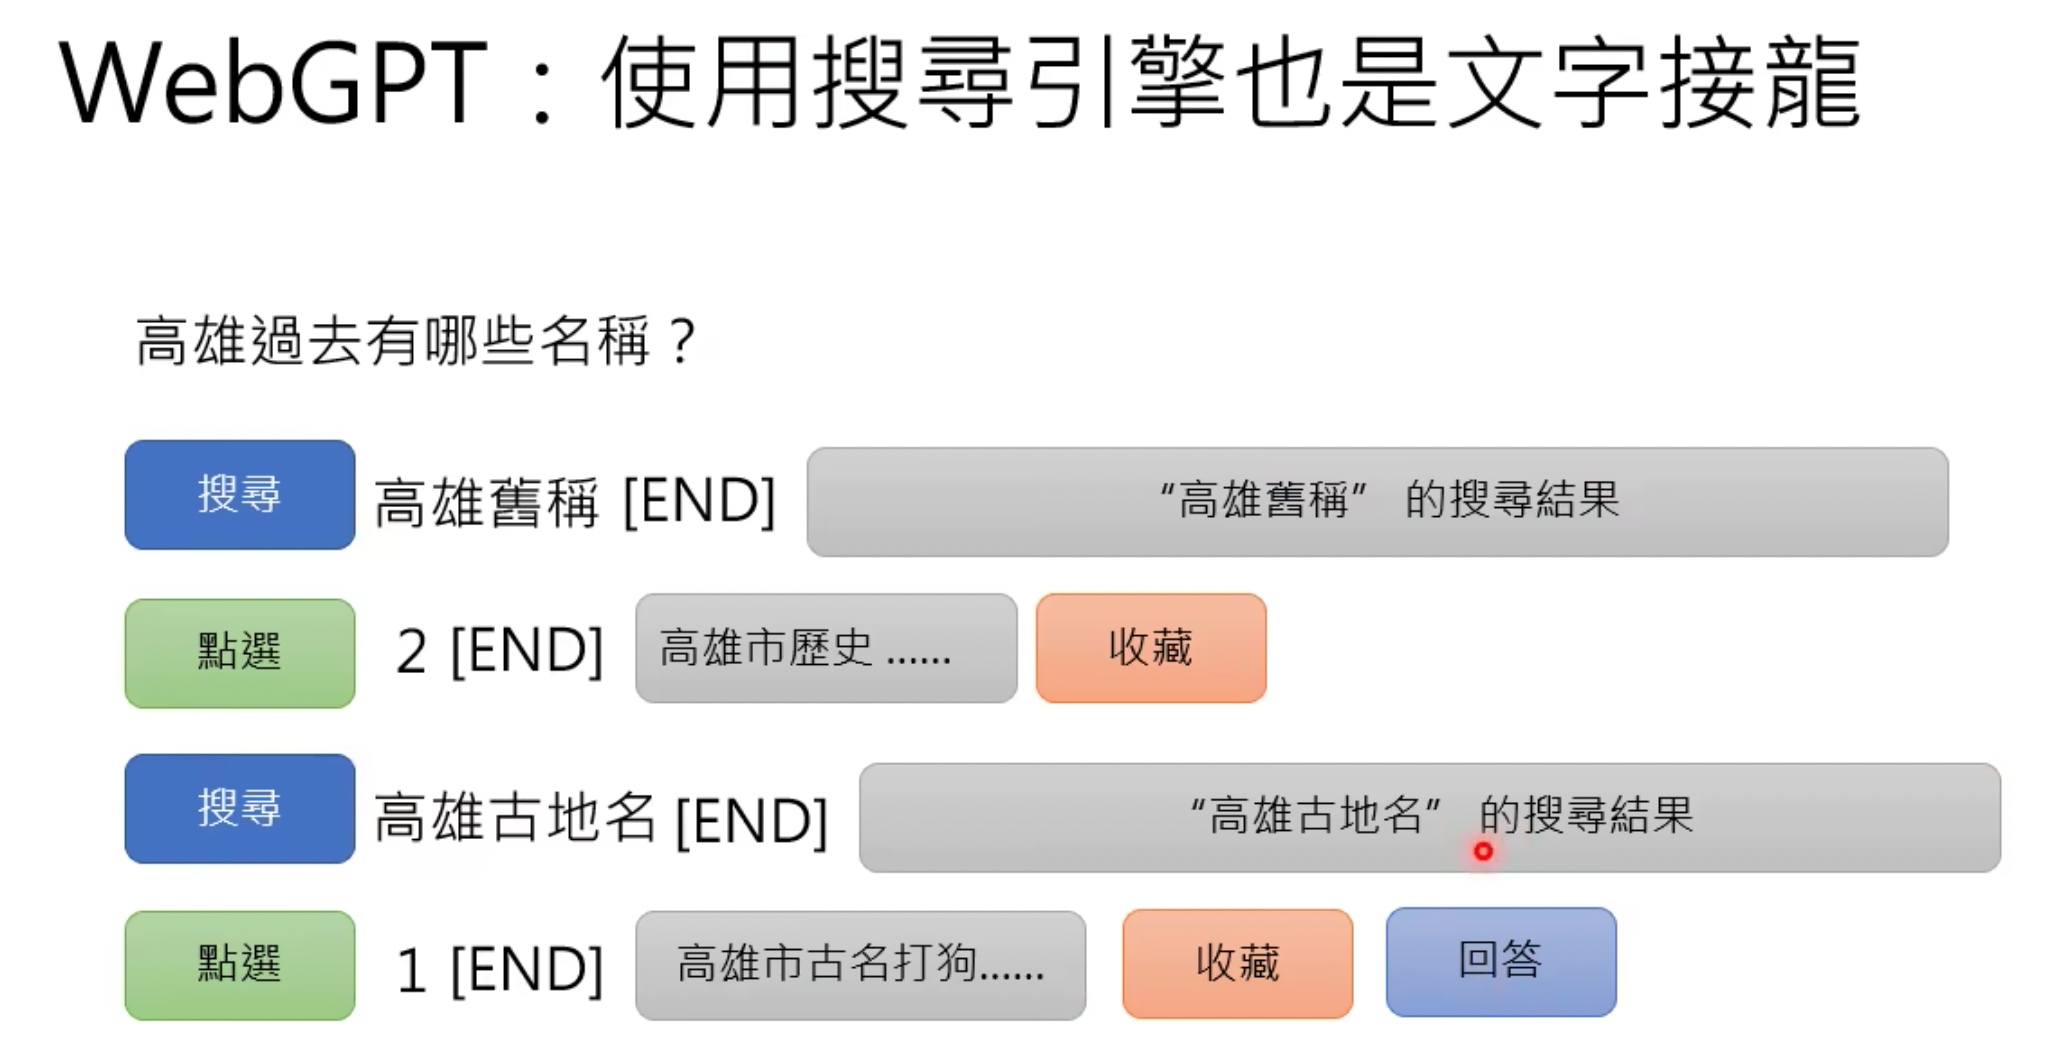 WebGPT：使用搜尋引擎也是文字接龍
高雄過去有哪些名稱？
搜尋 高雄舊稱 [END] “高雄舊稱” 的搜尋結果
點選 2 [END] 高雄市歷史 …… 收藏
搜尋 高雄古地名 [END] “高雄古地名” 的搜尋結果
點選 1 [END] 高雄市古名打狗…… 收藏 回答